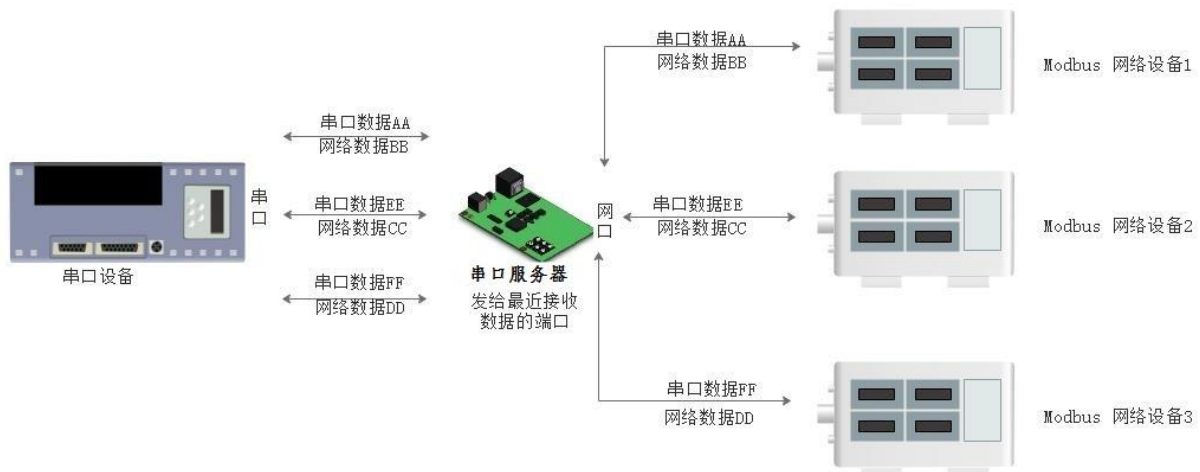 串口数据AA
网络数据BB
Modbus 网络设备1
串口数据AA
网络数据BB
串口
串口数据EE
网络数据CC
网口
串口数据EE
网络数据CC
Modbus 网络设备2
串口设备
串口服务器
发给最近接收
数据的端口
串口数据FF
网络数据DD
串口数据FF
网络数据DD
Modbus 网络设备3